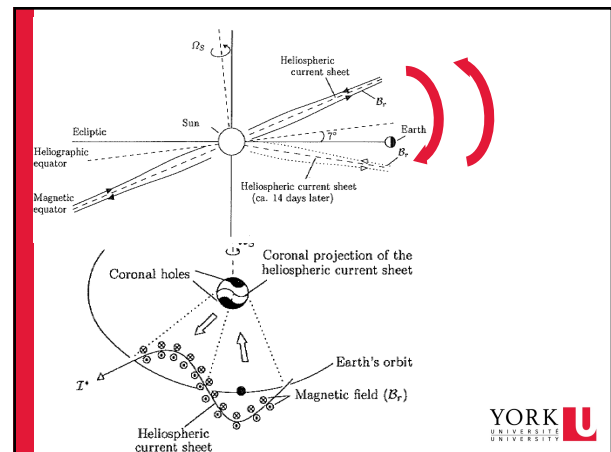 Ω_S
Heliospheric
current sheet
B_r
Sun
Earth
Ecliptic
7°
B_r
Heliographic
equator
Heliospheric current sheet
(ca. 14 days later)
Magnetic
equator
Coronal projection of the
heliospheric current sheet
Coronal holes
Earth's orbit
I*
Magnetic field (B_r)
Heliospheric
current sheet
YORK U
UNIVERSITÉ
UNIVERSITY